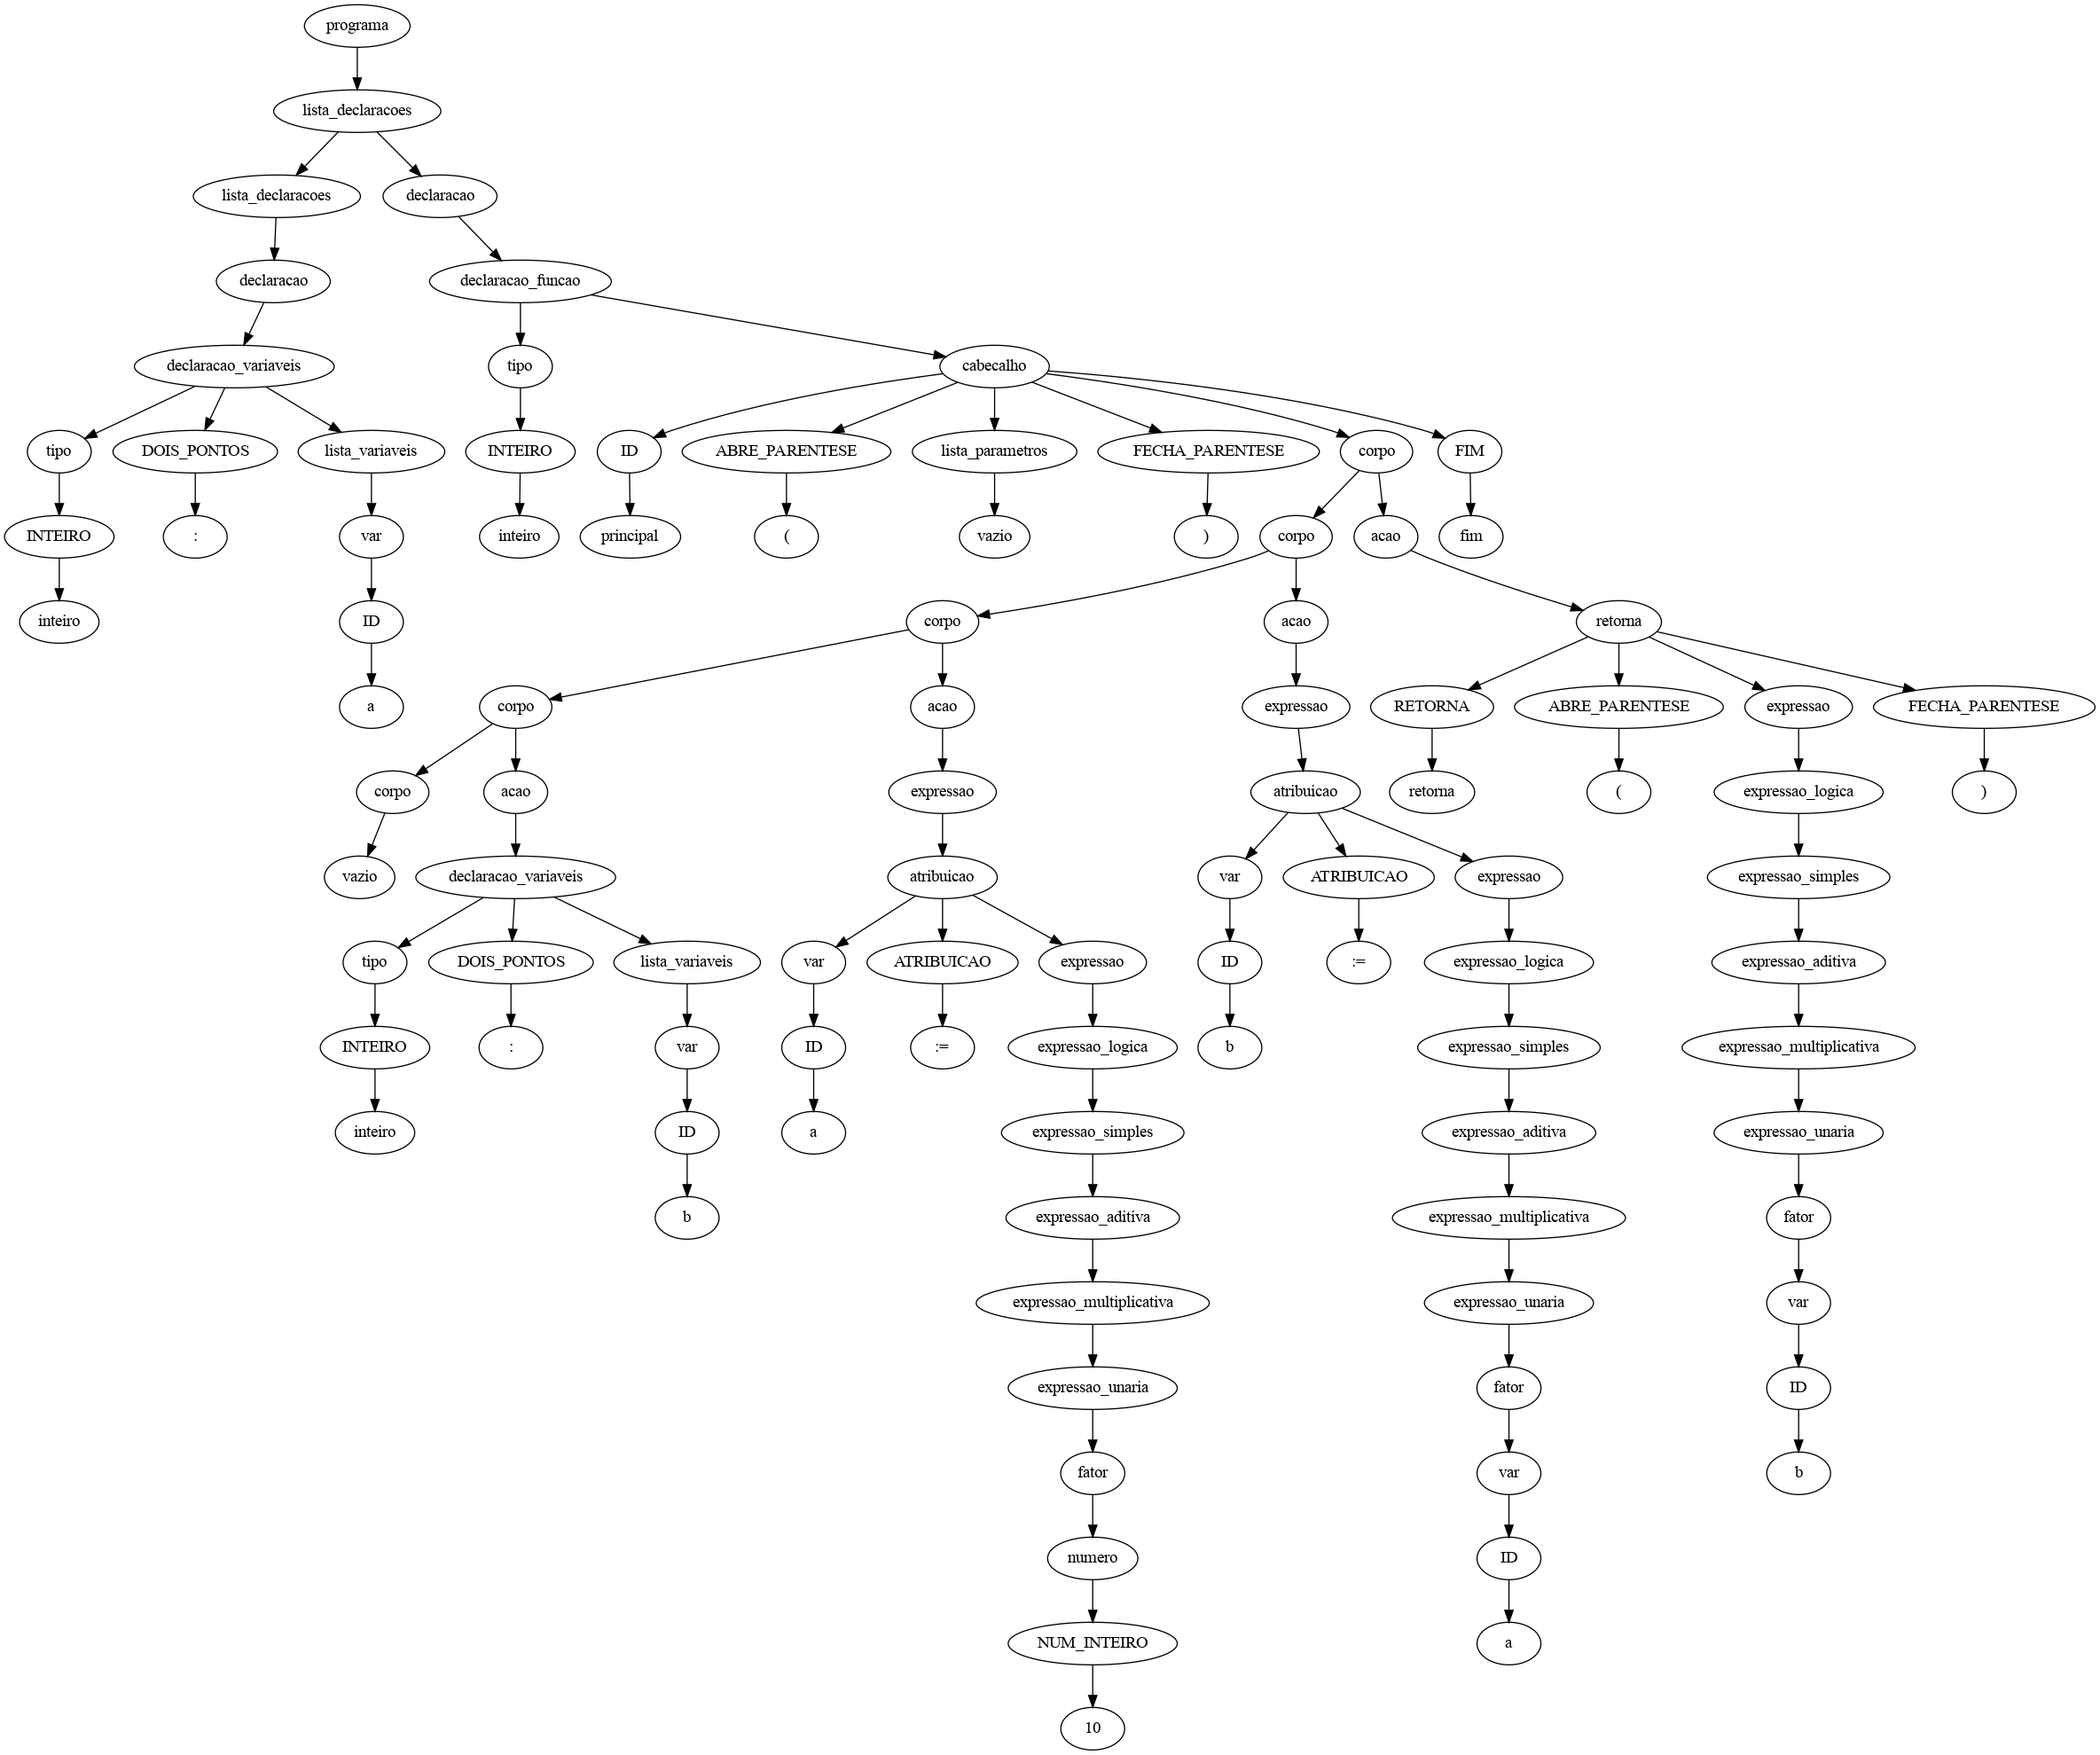 programa
lista_declaracoes
lista_declaracoes declaracao
declaracao declaracao_funcao
declaracao_variaveis tipo cabecalho
tipo DOIS_PONTOS lista_variaveis INTEIRO ID ABRE_PARENTESE lista_parametros FECHA_PARENTESE corpo FIM
INTEIRO : var inteiro principal ( vazio ) corpo acao fim
inteiro ID corpo acao retorna
a corpo acao expressao RETORNA ABRE_PARENTESE expressao FECHA_PARENTESE
corpo acao expressao atribuicao retorna ( expressao_logica )
vazio declaracao_variaveis atribuicao var ATRIBUICAO expressao expressao_simples
tipo DOIS_PONTOS lista_variaveis var ATRIBUICAO expressao ID := expressao_logica expressao_aditiva
INTEIRO : var ID := expressao_logica b expressao_simples expressao_multiplicativa
inteiro ID a expressao_simples expressao_aditiva expressao_unaria
b expressao_aditiva expressao_multiplicativa fator
expressao_multiplicativa expressao_unaria var
expressao_unaria fator ID
fator var b
numero ID
NUM_INTEIRO a
10